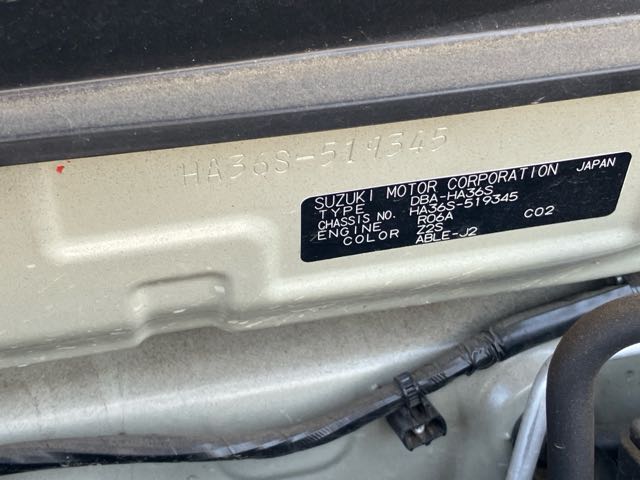 HA36S-519345
SUZUKI MOTOR CORPORATION JAPAN
TYPE DBA-HA36S
CHASSIS NO. HA36S-519345
ENGINE R06A C02
COLOR Z2S
ABLE-J2